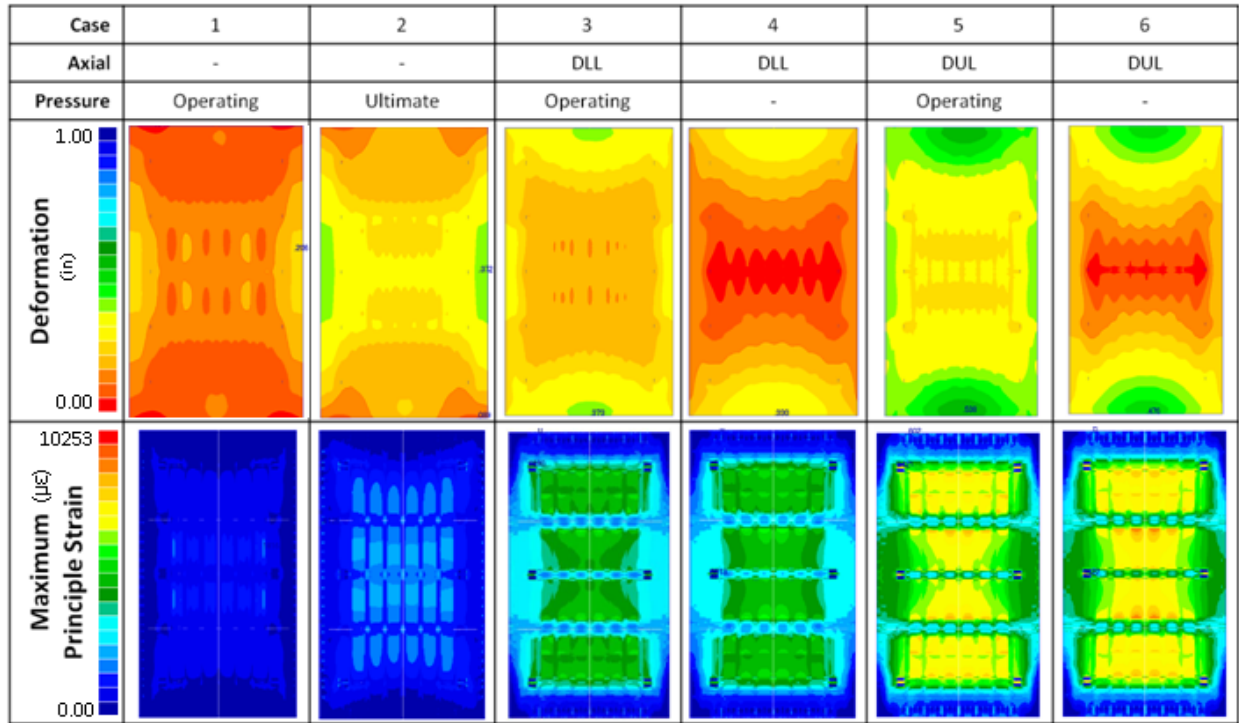 Case 1 2 3 4 5 6
Axial - - DLL DLL DUL DUL
Pressure Operating Ultimate Operating - Operating -
Deformation
(in)
1.00
0.00
Maximum (µε)
Principle Strain
10253
0.00